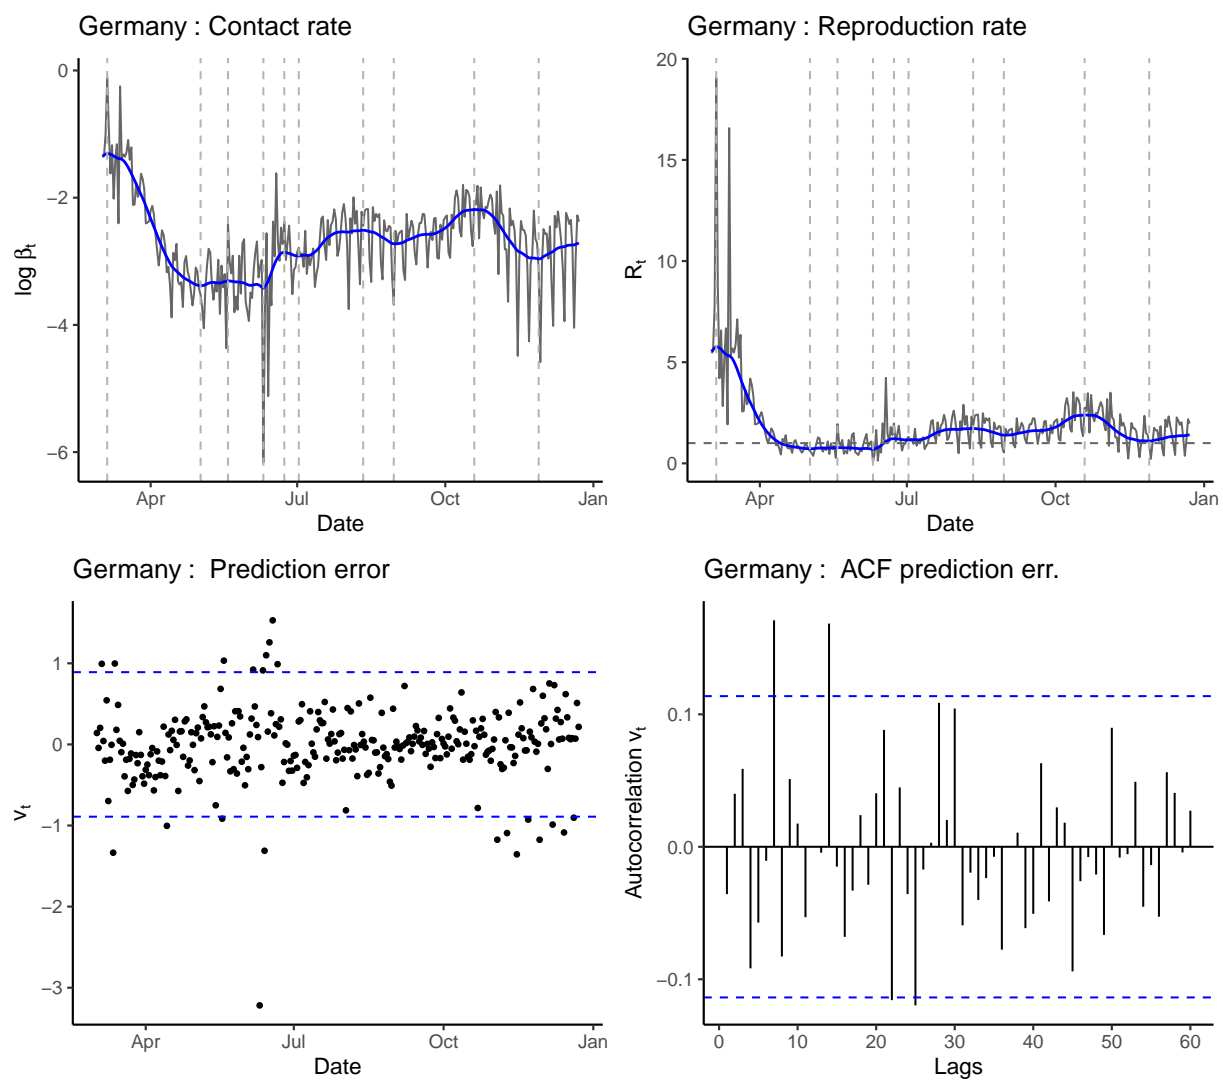 Germany : Contact rate
0
−2
−4
−6
log βt
Apr
Jul
Oct
Jan
Date
Germany : Reproduction rate
20
15
10
5
0
Rt
Apr
Jul
Oct
Jan
Date
Germany : Prediction error
1
0
−1
−2
−3
vt
Apr
Jul
Oct
Jan
Date
Germany : ACF prediction err.
0.1
0.0
−0.1
Autocorrelation vt
0
10
20
30
40
50
60
Lags